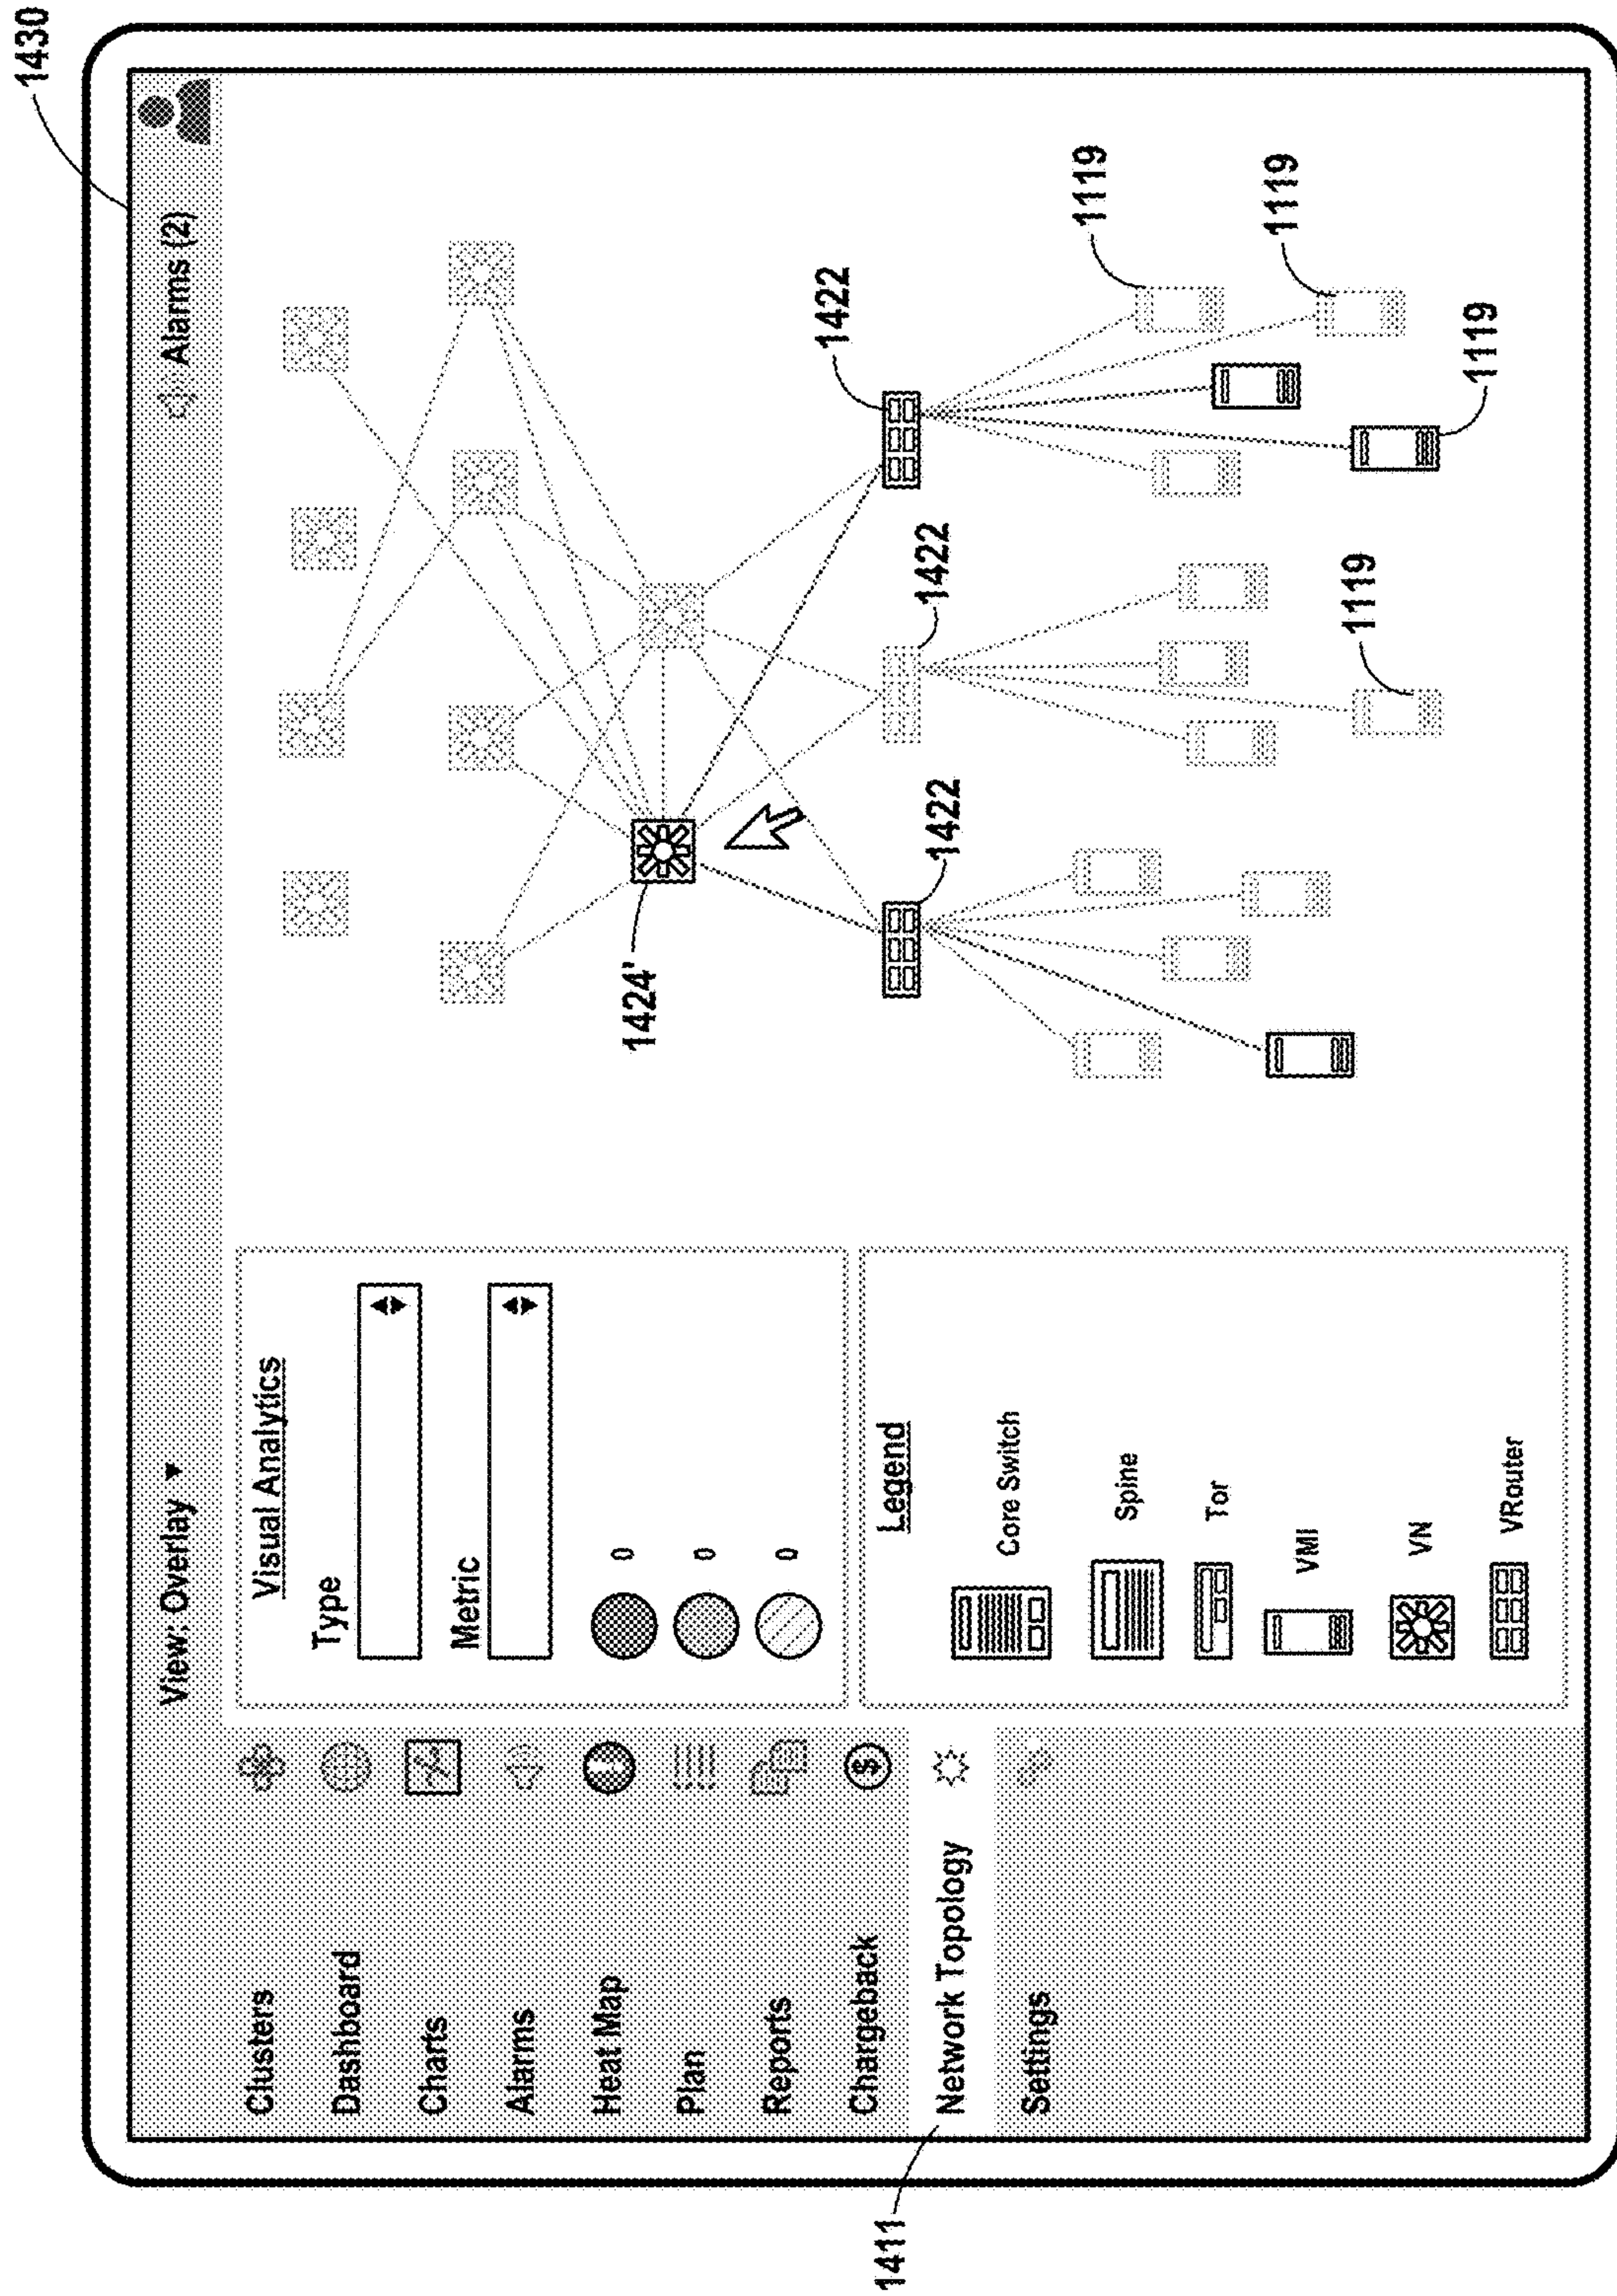 1430
View: Overlay ▼
Alarms (2)
Clusters
Dashboard
Charts
Alarms
Heat Map
Plan
Reports
Chargeback
$
1411
Network Topology
Settings
Visual Analytics
Type
Metric
0
0
0
Legend
Core Switch
Spine
Tor
VMI
VN
VRouter
1424'
1422
1422
1422
1119
1119
1119
1119